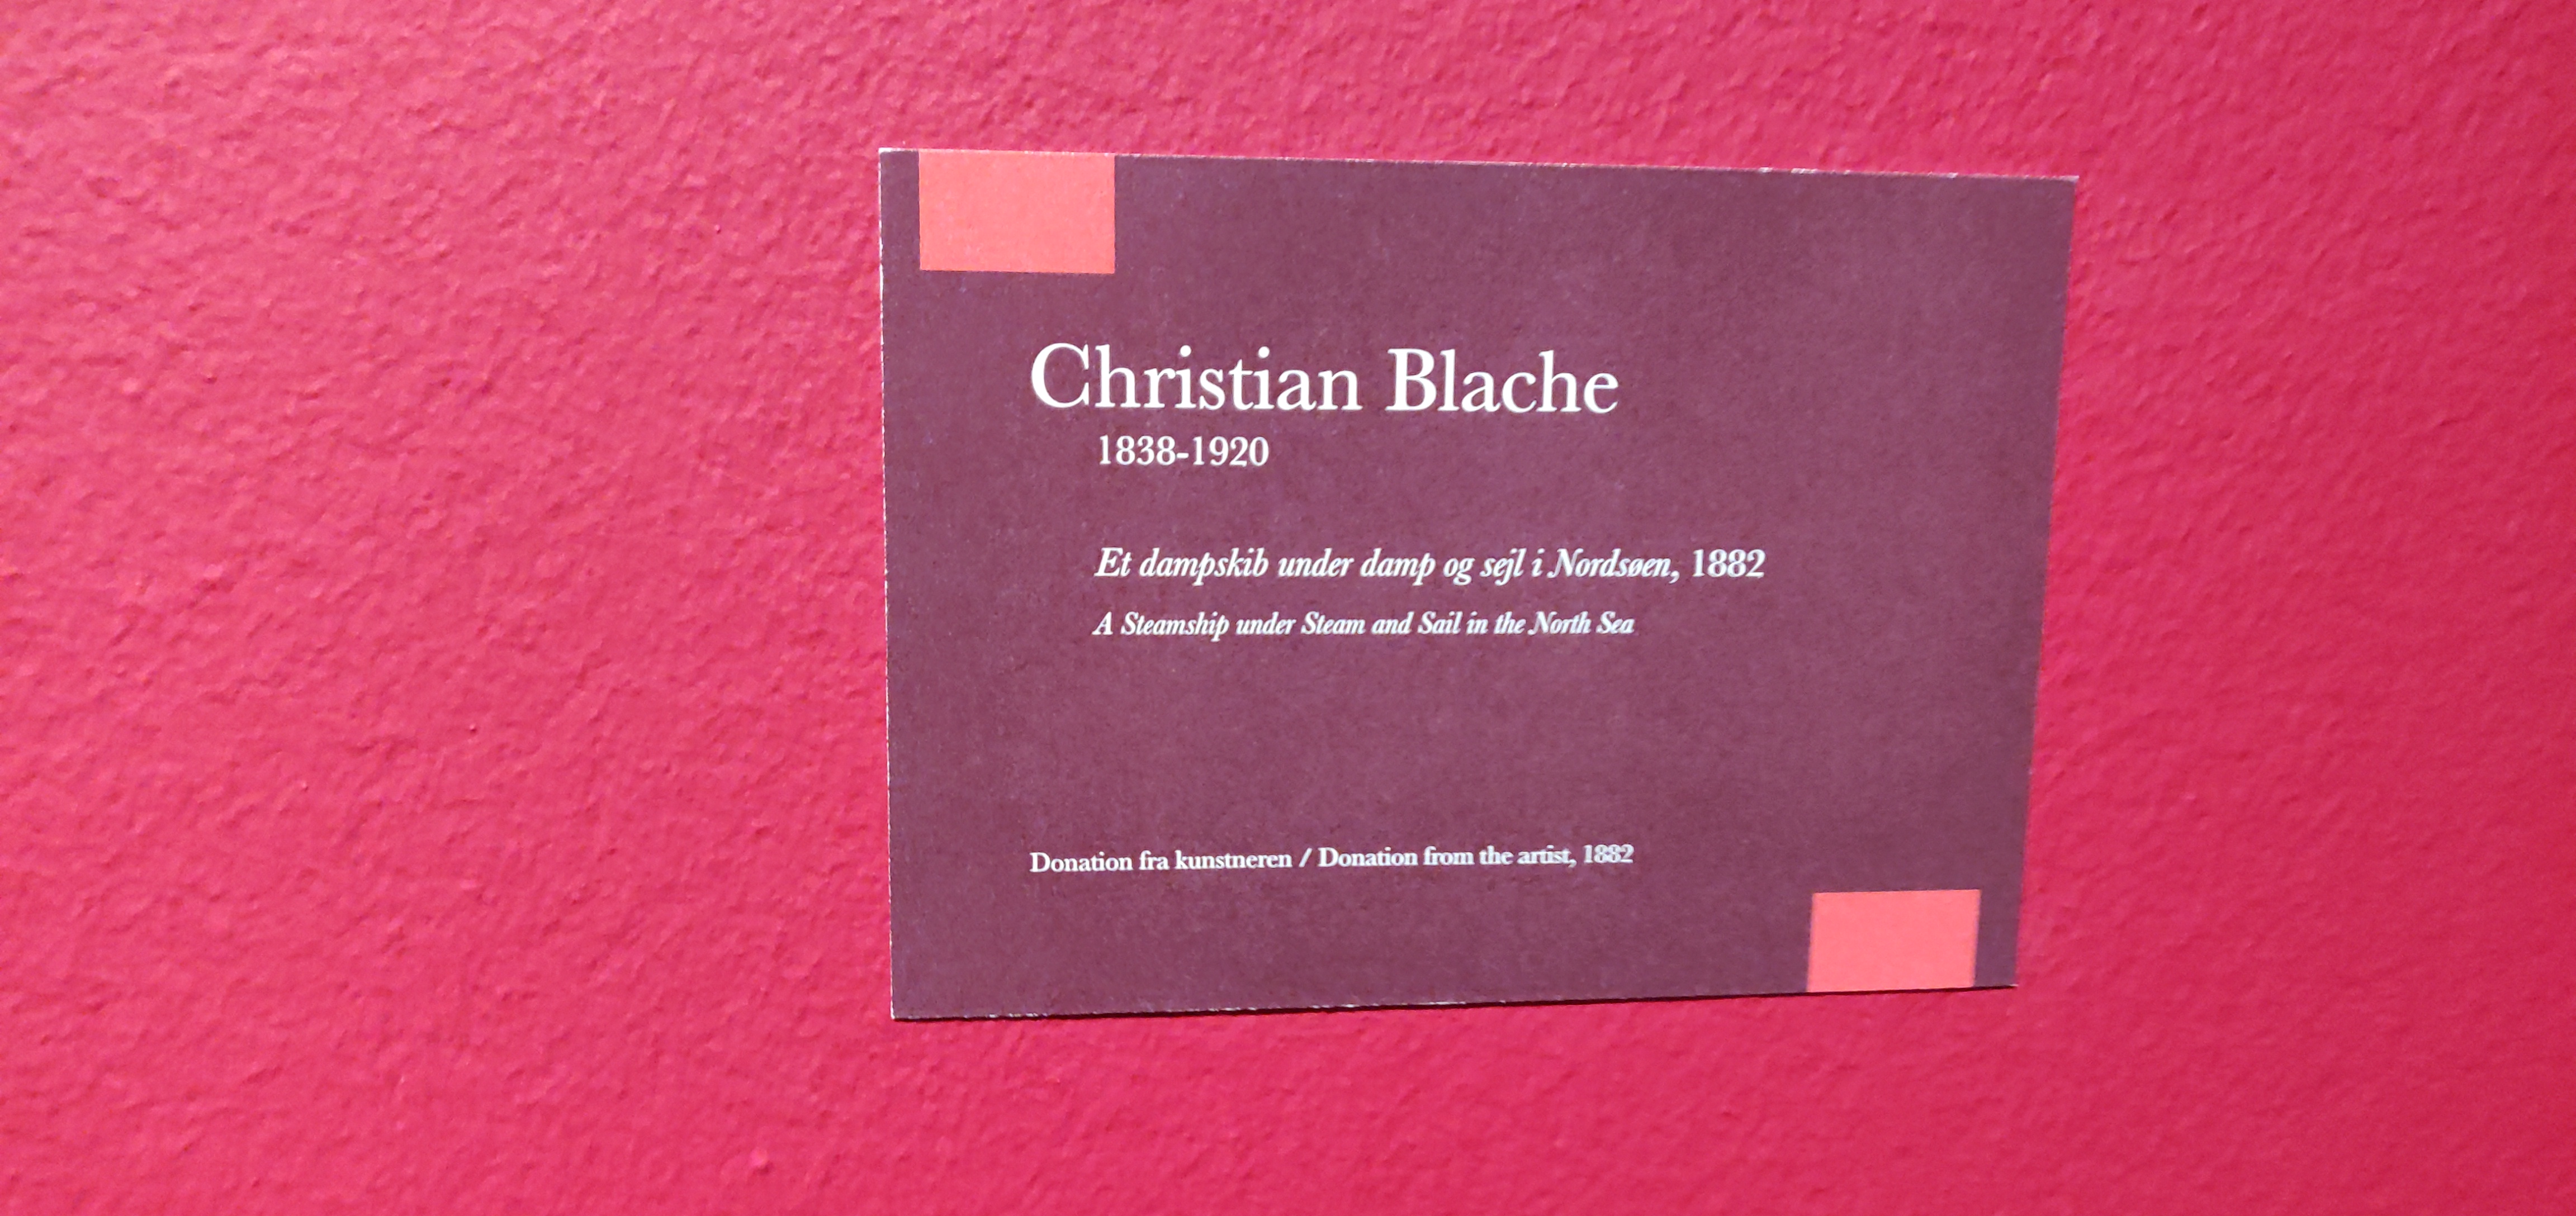 Christian Blache
1838-1920
Et dampskib under damp og sejl i Nordsøen, 1882
A Steamship under Steam and Sail in the North Sea
Donation fra kunstneren / Donation from the artist, 1882